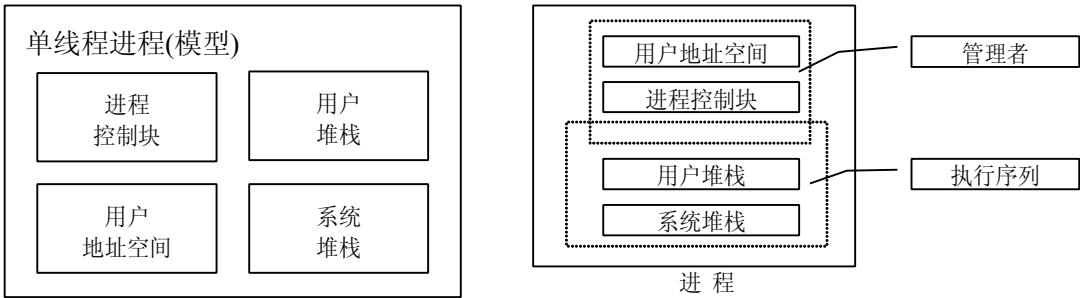 单线程进程(模型)
进程
控制块
用户
堆栈
用户
地址空间
系统
堆栈
用户地址空间
管理者
进程控制块
用户堆栈
执行序列
系统堆栈
进 程